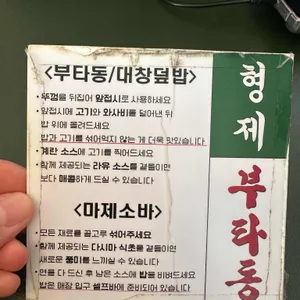 <부타동/대창덮밥>
• 뚜껑을 뒤집어 앞접시로 사용하세요
• 앞접시에 고기와 와사비를 덜어낸 뒤
밥 위에 올려드세요
밥과 고기를 섞어먹지 않는 게 더욱 맛있습니다
• 계란 소스에 고기를 찍어드세요
• 함께 제공되는 라유 소스를 곁들이면
보다 매콤하게 드실 수 있습니다
<마제소바>
• 모든 재료를 골고루 섞어주세요
• 함께 제공되는 다시마 식초를 곁들이면
새로운 풍미를 느끼실 수 있습니다
• 면을 다 드신 후 남은 소스에 밥을 비벼드세요
밥은 매장 입구 셀프바에 준비되어 있습니다
형제
부타동